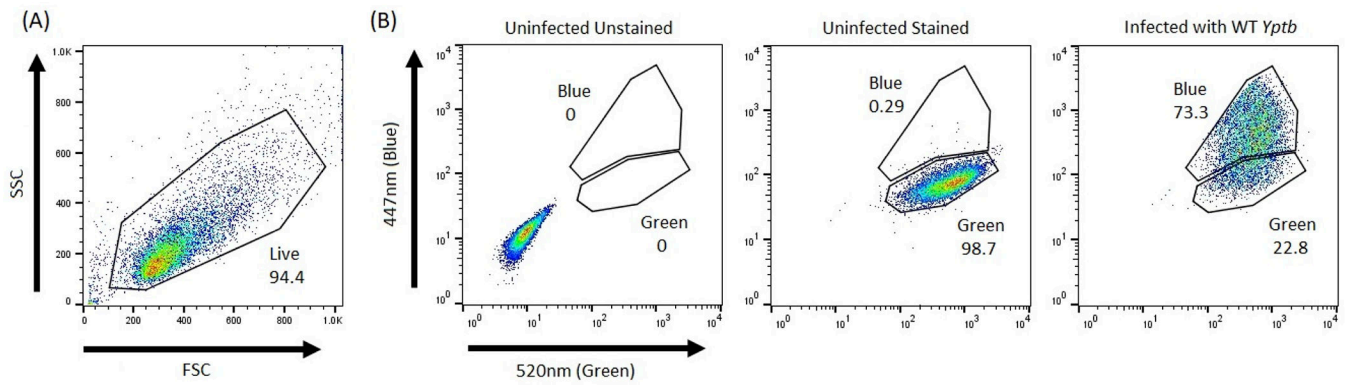 (A)
SSC
1.0K
800
600
400
200
0
Live
94.4
0 200 400 600 800 1.0K
FSC
(B)
447nm (Blue)
520nm (Green)
Uninfected Unstained
10⁴
10³
10²
10¹
10⁰
Blue
0
Green
0
10⁰ 10¹ 10² 10³ 10⁴
Uninfected Stained
10⁴
10³
10²
10¹
10⁰
Blue
0.29
Green
98.7
10⁰ 10¹ 10² 10³ 10⁴
Infected with WT Yptb
10⁴
10³
10²
10¹
10⁰
Blue
73.3
Green
22.8
10⁰ 10¹ 10² 10³ 10⁴